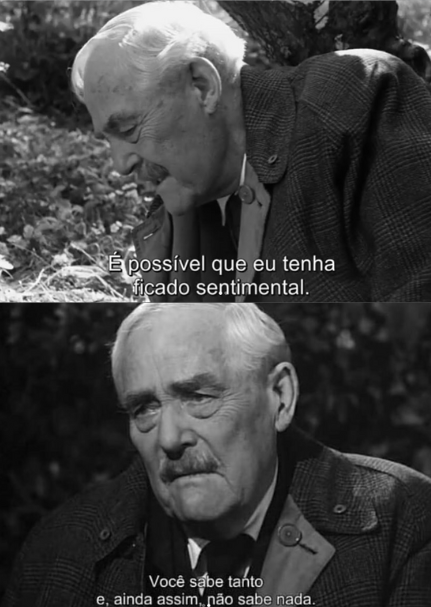 É possível que eu tenha
ficado sentimental.
Você sabe tanto
e, ainda assim, não sabe nada.